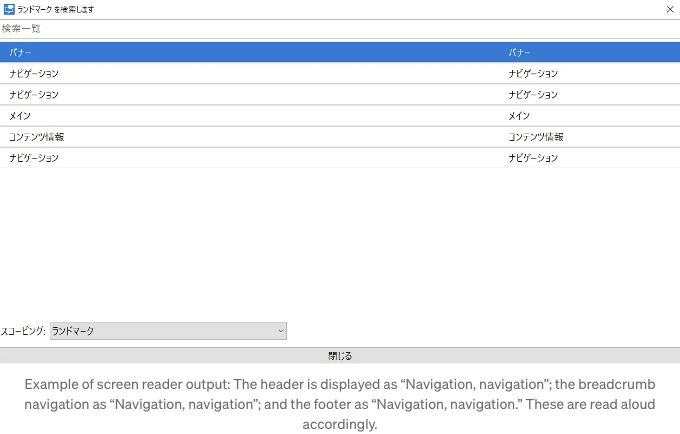 ランドマーク を検索します
検索一覧
バナー バナー
ナビゲーション ナビゲーション
ナビゲーション ナビゲーション
メイン メイン
コンテンツ情報 コンテンツ情報
ナビゲーション ナビゲーション
スコーピング: ランドマーク
閉じる
Example of screen reader output: The header is displayed as “Navigation, navigation”; the breadcrumb
navigation as “Navigation, navigation”; and the footer as “Navigation, navigation.” These are read aloud
accordingly.